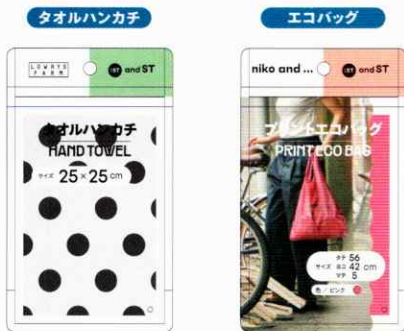 タオルハンカチ
エコバッグ
LOWRYS
FARM
:ST and ST
niko and ...
:ST and ST
タオルハンカチ
HAND TOWEL
サイズ 25×25cm
プリントエコバッグ
PRINT ECO BAG
サイズ タテ 56 ヨコ 42 cm マチ 5
色/ピンク